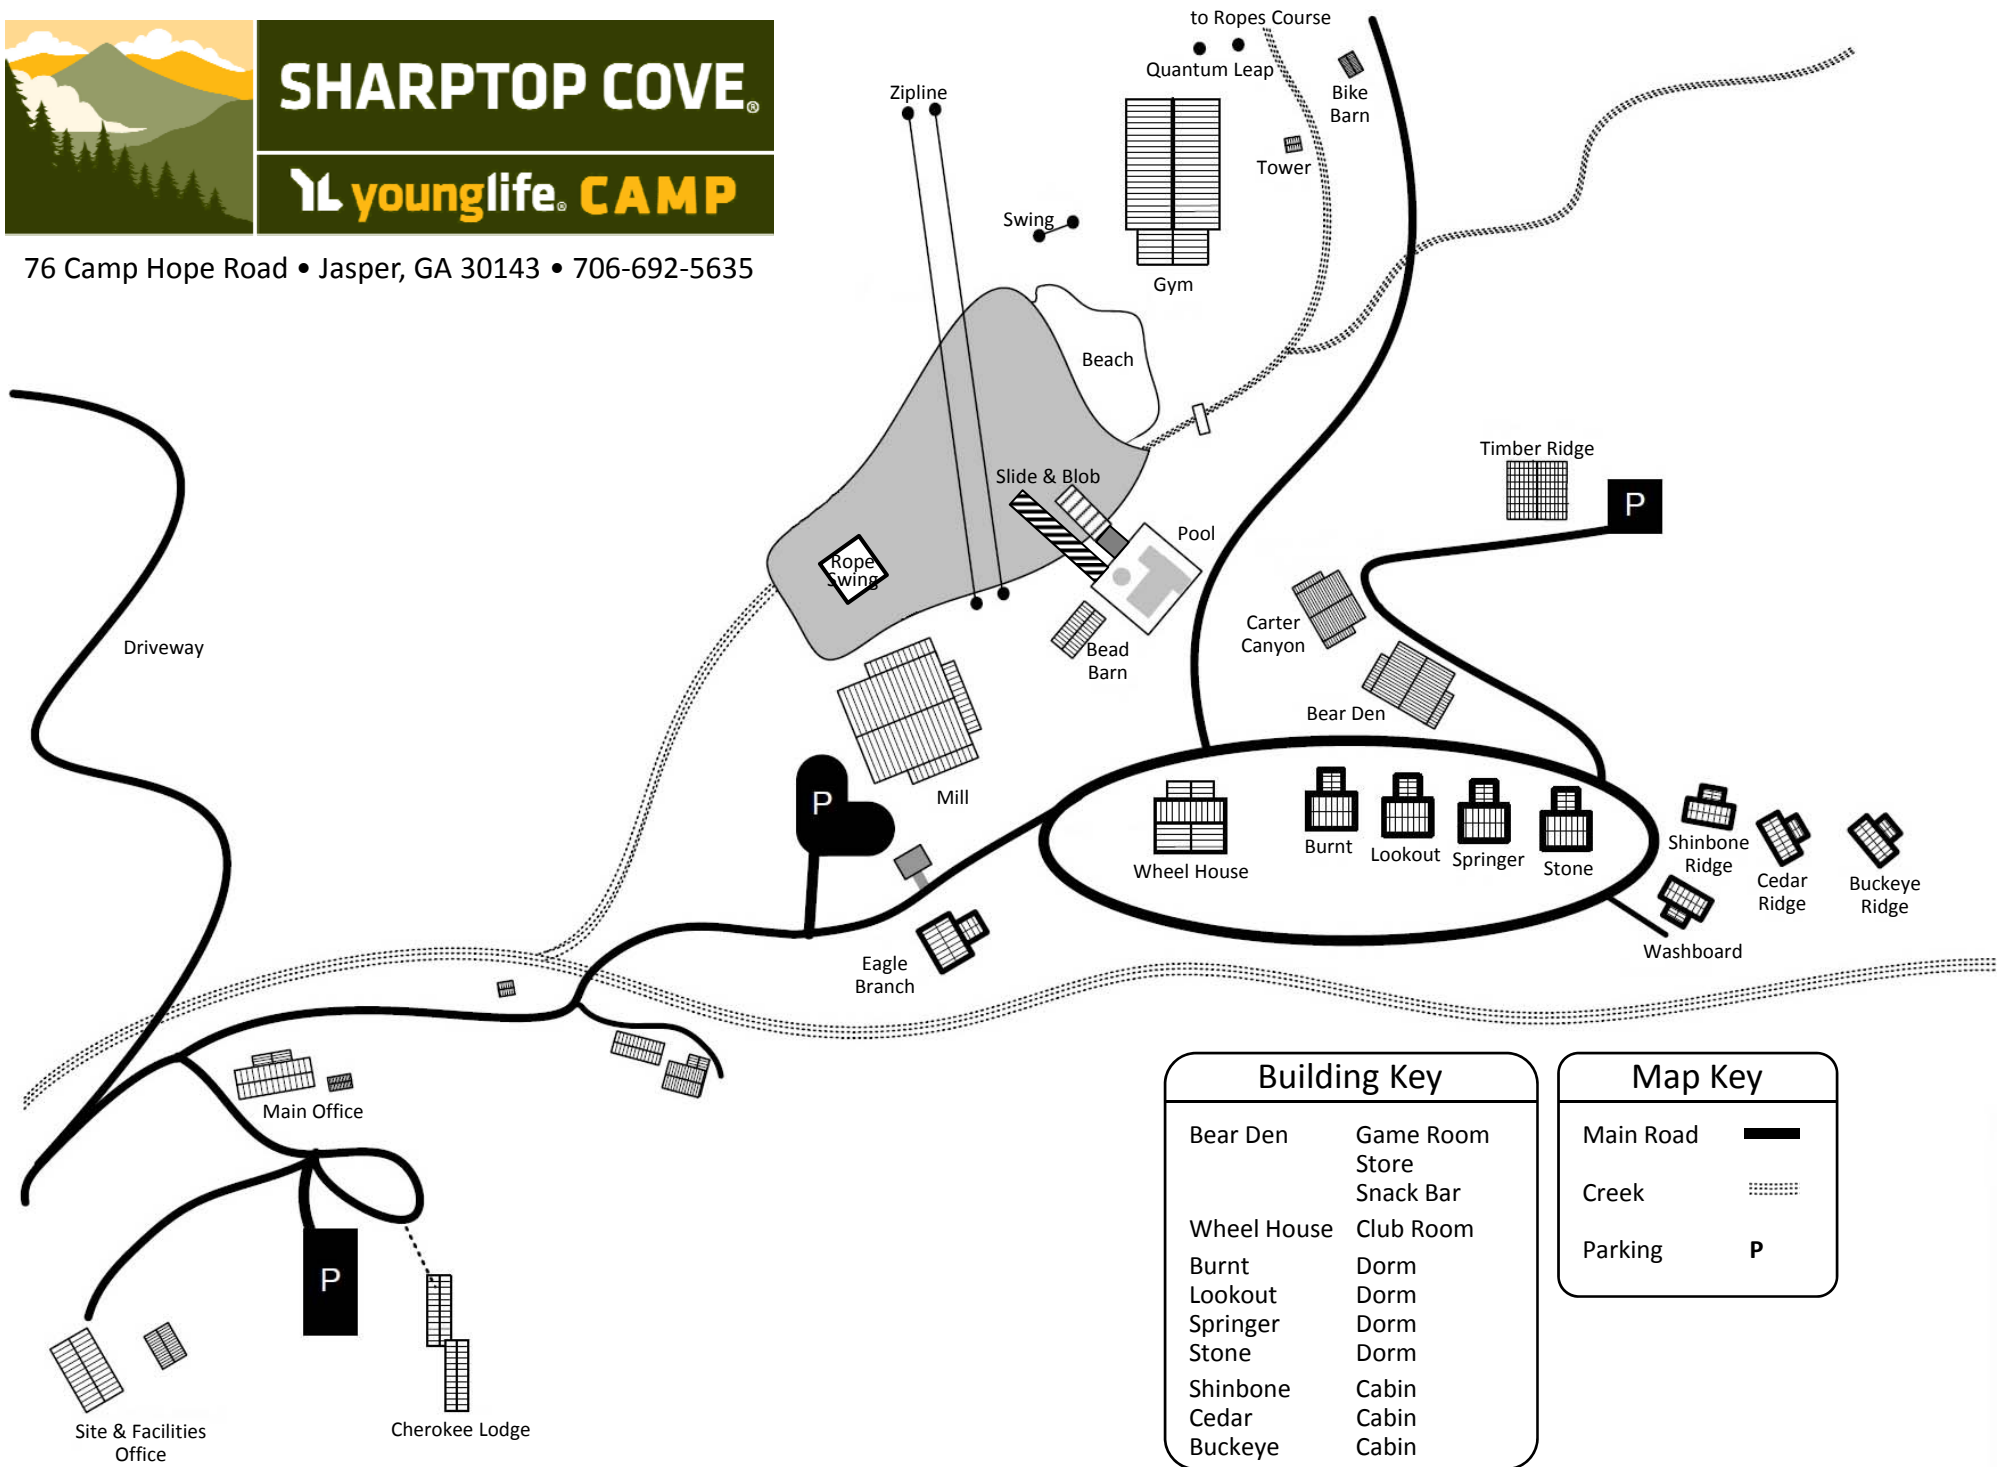 SHARPTOP COVE®
YL younglife® CAMP
76 Camp Hope Road • Jasper, GA 30143 • 706-692-5635
to Ropes Course
Quantum Leap
Bike
Barn
Zipline
Tower
Swing
Gym
Beach
Timber Ridge
P
Slide & Blob
Pool
Rope
Swing
Carter
Canyon
Driveway
Bead
Barn
Bear Den
Mill
P
Wheel House
Burnt
Lookout
Springer
Stone
Shinbone
Ridge
Cedar
Ridge
Buckeye
Ridge
Washboard
Eagle
Branch
Main Office
P
Site & Facilities
Office
Cherokee Lodge
Building Key
Bear Den Game Room
Store
Snack Bar
Wheel House Club Room
Burnt Dorm
Lookout Dorm
Springer Dorm
Stone Dorm
Shinbone Cabin
Cedar Cabin
Buckeye Cabin
Map Key
Main Road
Creek
Parking P